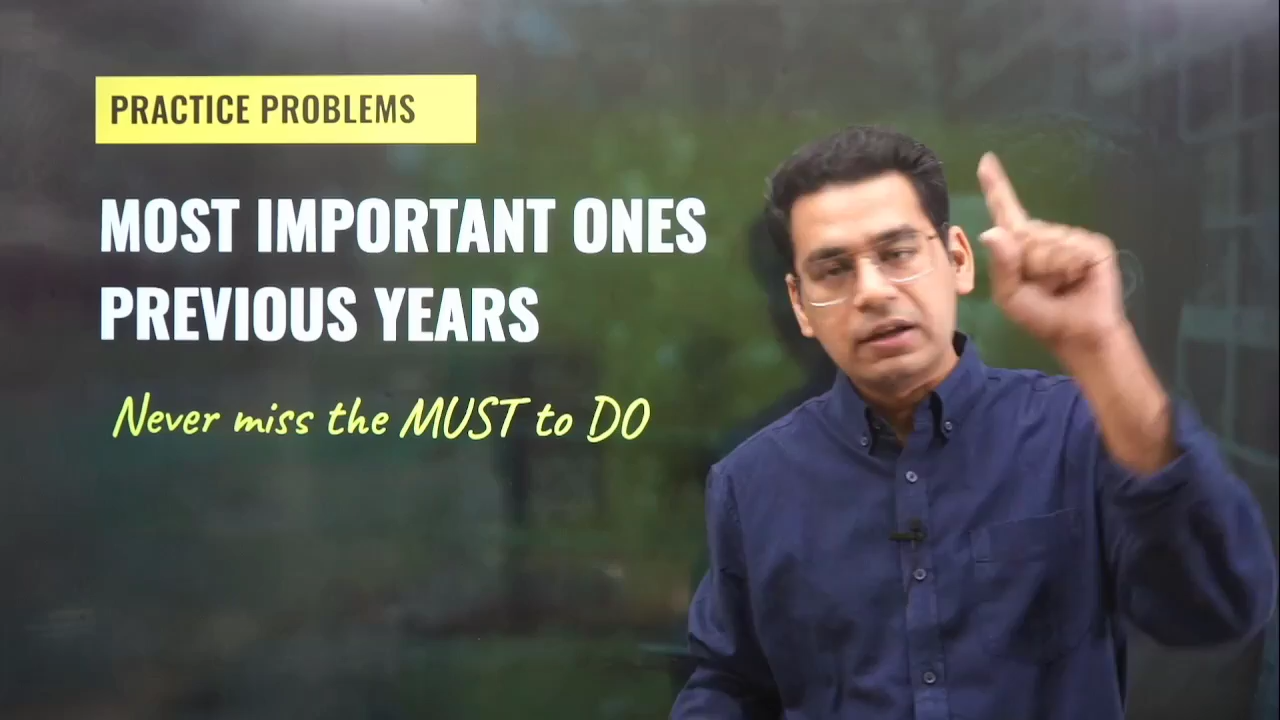 PRACTICE PROBLEMS
MOST IMPORTANT ONES
PREVIOUS YEARS
Never miss the MUST to DO